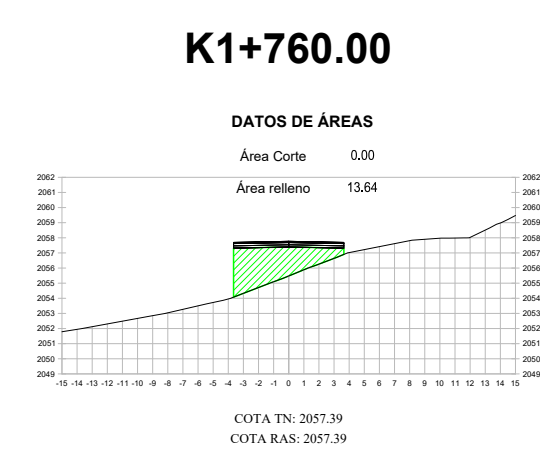 K1+760.00
DATOS DE ÁREAS
Área Corte 0.00
Área relleno 13.64
2062 2062
2061 2061
2060 2060
2059 2059
2058 2058
2057 2057
2056 2056
2055 2055
2054 2054
2053 2053
2052 2052
2051 2051
2050 2050
2049 2049
-15 -14 -13 -12 -11 -10 -9 -8 -7 -6 -5 -4 -3 -2 -1 0 1 2 3 4 5 6 7 8 9 10 11 12 13 14 15
COTA TN: 2057.39
COTA RAS: 2057.39